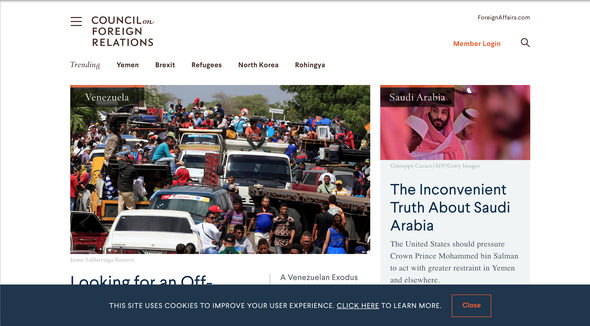 COUNCIL on
FOREIGN
RELATIONS
ForeignAffairs.com
Member Login
Trending
Yemen
Brexit
Refugees
North Korea
Rohingya
Venezuela
Jaime Saldarriaga/Reuters
Looking for an Off-
A Venezuelan Exodus
Saudi Arabia
Giuseppe Cacace/AFP/Getty Images
The Inconvenient
Truth About Saudi
Arabia
The United States should pressure
Crown Prince Mohammed bin Salman
to act with greater restraint in Yemen
and elsewhere.
THIS SITE USES COOKIES TO IMPROVE YOUR USER EXPERIENCE. CLICK HERE TO LEARN MORE.
Close